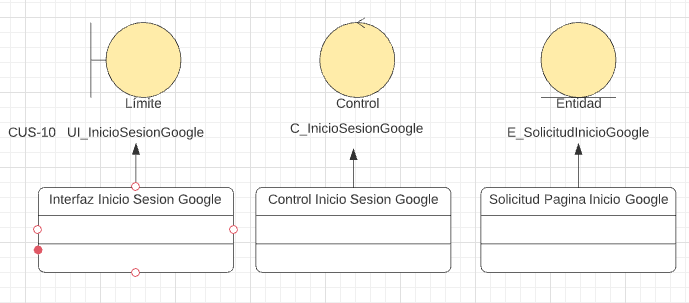 Límite
Control
Entidad
CUS-10 UI_InicioSesionGoogle
C_InicioSesionGoogle
E_SolicitudInicioGoogle
Interfaz Inicio Sesion Google
Control Inicio Sesion Google
Solicitud Pagina Inicio Google